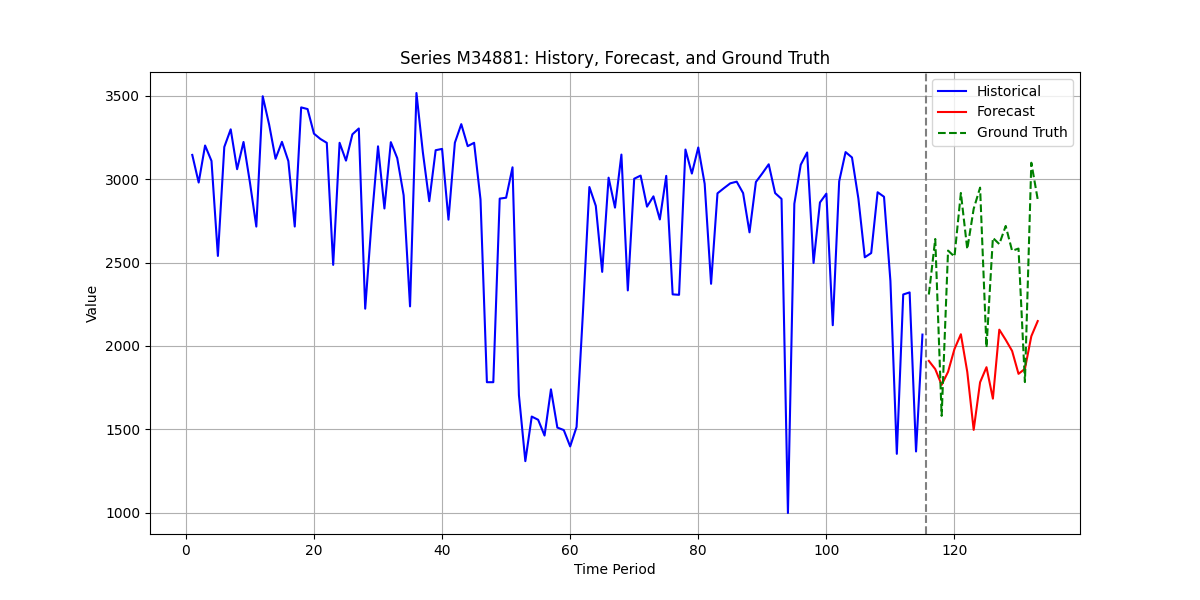 Series M34881: History, Forecast, and Ground Truth
Historical
Forecast
Ground Truth
Value
3500
3000
2500
2000
1500
1000
0 20 40 60 80 100 120
Time Period